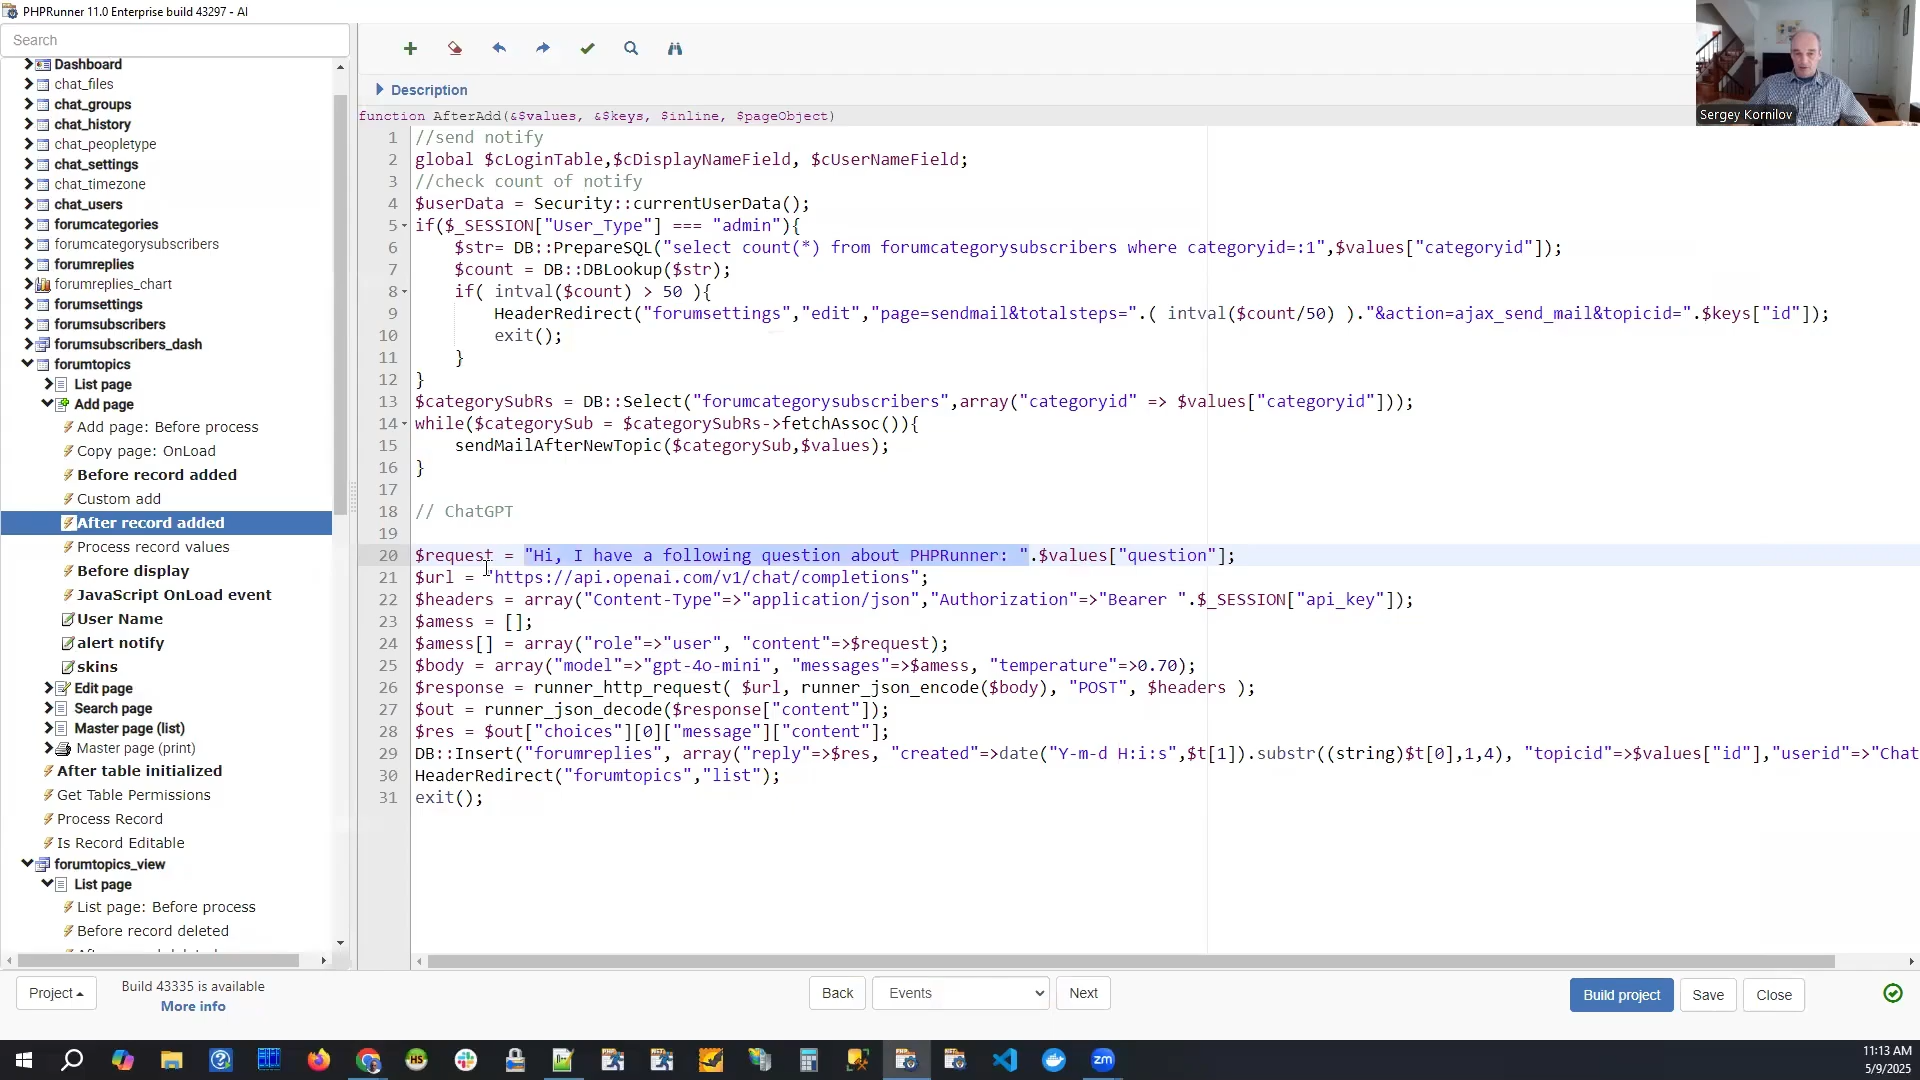 PHPRunner 11.0 Enterprise build 43297 - AI
Search
Dashboard
chat_files
chat_groups
chat_history
chat_peopletype
chat_settings
chat_timezone
chat_users
forumcategories
forumcategorysubscribers
forumreplies
forumreplies_chart
forumsettings
forumsubscribers
forumsubscribers_dash
forumtopics
List page
Add page
Add page: Before process
Copy page: OnLoad
Before record added
Custom add
After record added
Process record values
Before display
JavaScript OnLoad event
User Name
alert notify
skins
Edit page
Search page
Master page (list)
Master page (print)
After table initialized
Get Table Permissions
Process Record
Is Record Editable
forumtopics_view
List page
List page: Before process
Before record deleted
Description
function AfterAdd(&$values, &$keys, $inline, $pageObject)
1 //send notify
2 global $cLoginTable,$cDisplayNameField, $cUserNameField;
3 //check count of notify
4 $userData = Security::currentUserData();
5 if($_SESSION["User_Type"] === "admin"){
6 $str= DB::PrepareSQL("select count(*) from forumcategorysubscribers where categoryid=:1",$values["categoryid"]);
7 $count = DB::DBLookup($str);
8 if( intval($count) > 50 ){
9 HeaderRedirect("forumsettings","edit","page=sendmail&totalsteps=".( intval($count/50) )."&action=ajax_send_mail&topicid=".$keys["id"]);
10 exit();
11 }
12 }
13 $categorySubRs = DB::Select("forumcategorysubscribers",array("categoryid" => $values["categoryid"]));
14 while($categorySub = $categorySubRs->fetchAssoc()){
15 sendMailAfterNewTopic($categorySub,$values);
16 }
17
18 // ChatGPT
19
20 $request = "Hi, I have a following question about PHPRunner: ".$values["question"];
21 $url = "https://api.openai.com/v1/chat/completions";
22 $headers = array("Content-Type"=>"application/json","Authorization"=>"Bearer ".$_SESSION["api_key"]);
23 $amess = [];
24 $amess[] = array("role"=>"user", "content"=>$request);
25 $body = array("model"=>"gpt-4o-mini", "messages"=>$amess, "temperature"=>0.70);
26 $response = runner_http_request( $url, runner_json_encode($body), "POST", $headers );
27 $out = runner_json_decode($response["content"]);
28 $res = $out["choices"][0]["message"]["content"];
29 DB::Insert("forumreplies", array("reply"=>$res, "created"=>date("Y-m-d H:i:s",$t[1]).substr((string)$t[0],1,4), "topicid"=>$values["id"],"userid"=>"Chat
30 HeaderRedirect("forumtopics","list");
31 exit();
Sergey Kornilov
Project
Build 43335 is available
More info
Back
Events
Next
Build project
Save
Close
HS
zm
11:13 AM
5/9/2025